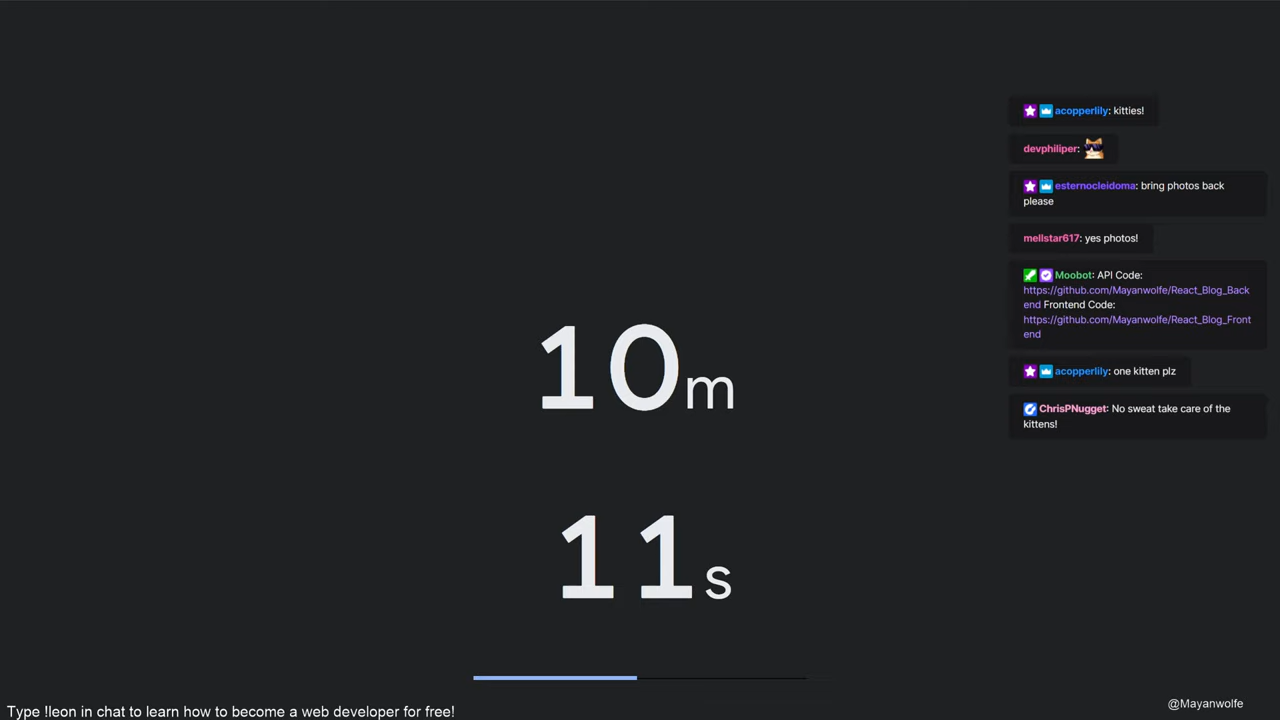 acopperlily: kitties!
devphiliper:
esternocleidoma: bring photos back
please
mellstar617: yes photos!
Moobot: API Code:
https://github.com/Mayanwolfe/React_Blog_Back
end Frontend Code:
https://github.com/Mayanwolfe/React_Blog_Front
end
acopperlily: one kitten plz
ChrisPNugget: No sweat take care of the
kittens!
10m
11s
@Mayanwolfe
Type !leon in chat to learn how to become a web developer for free!